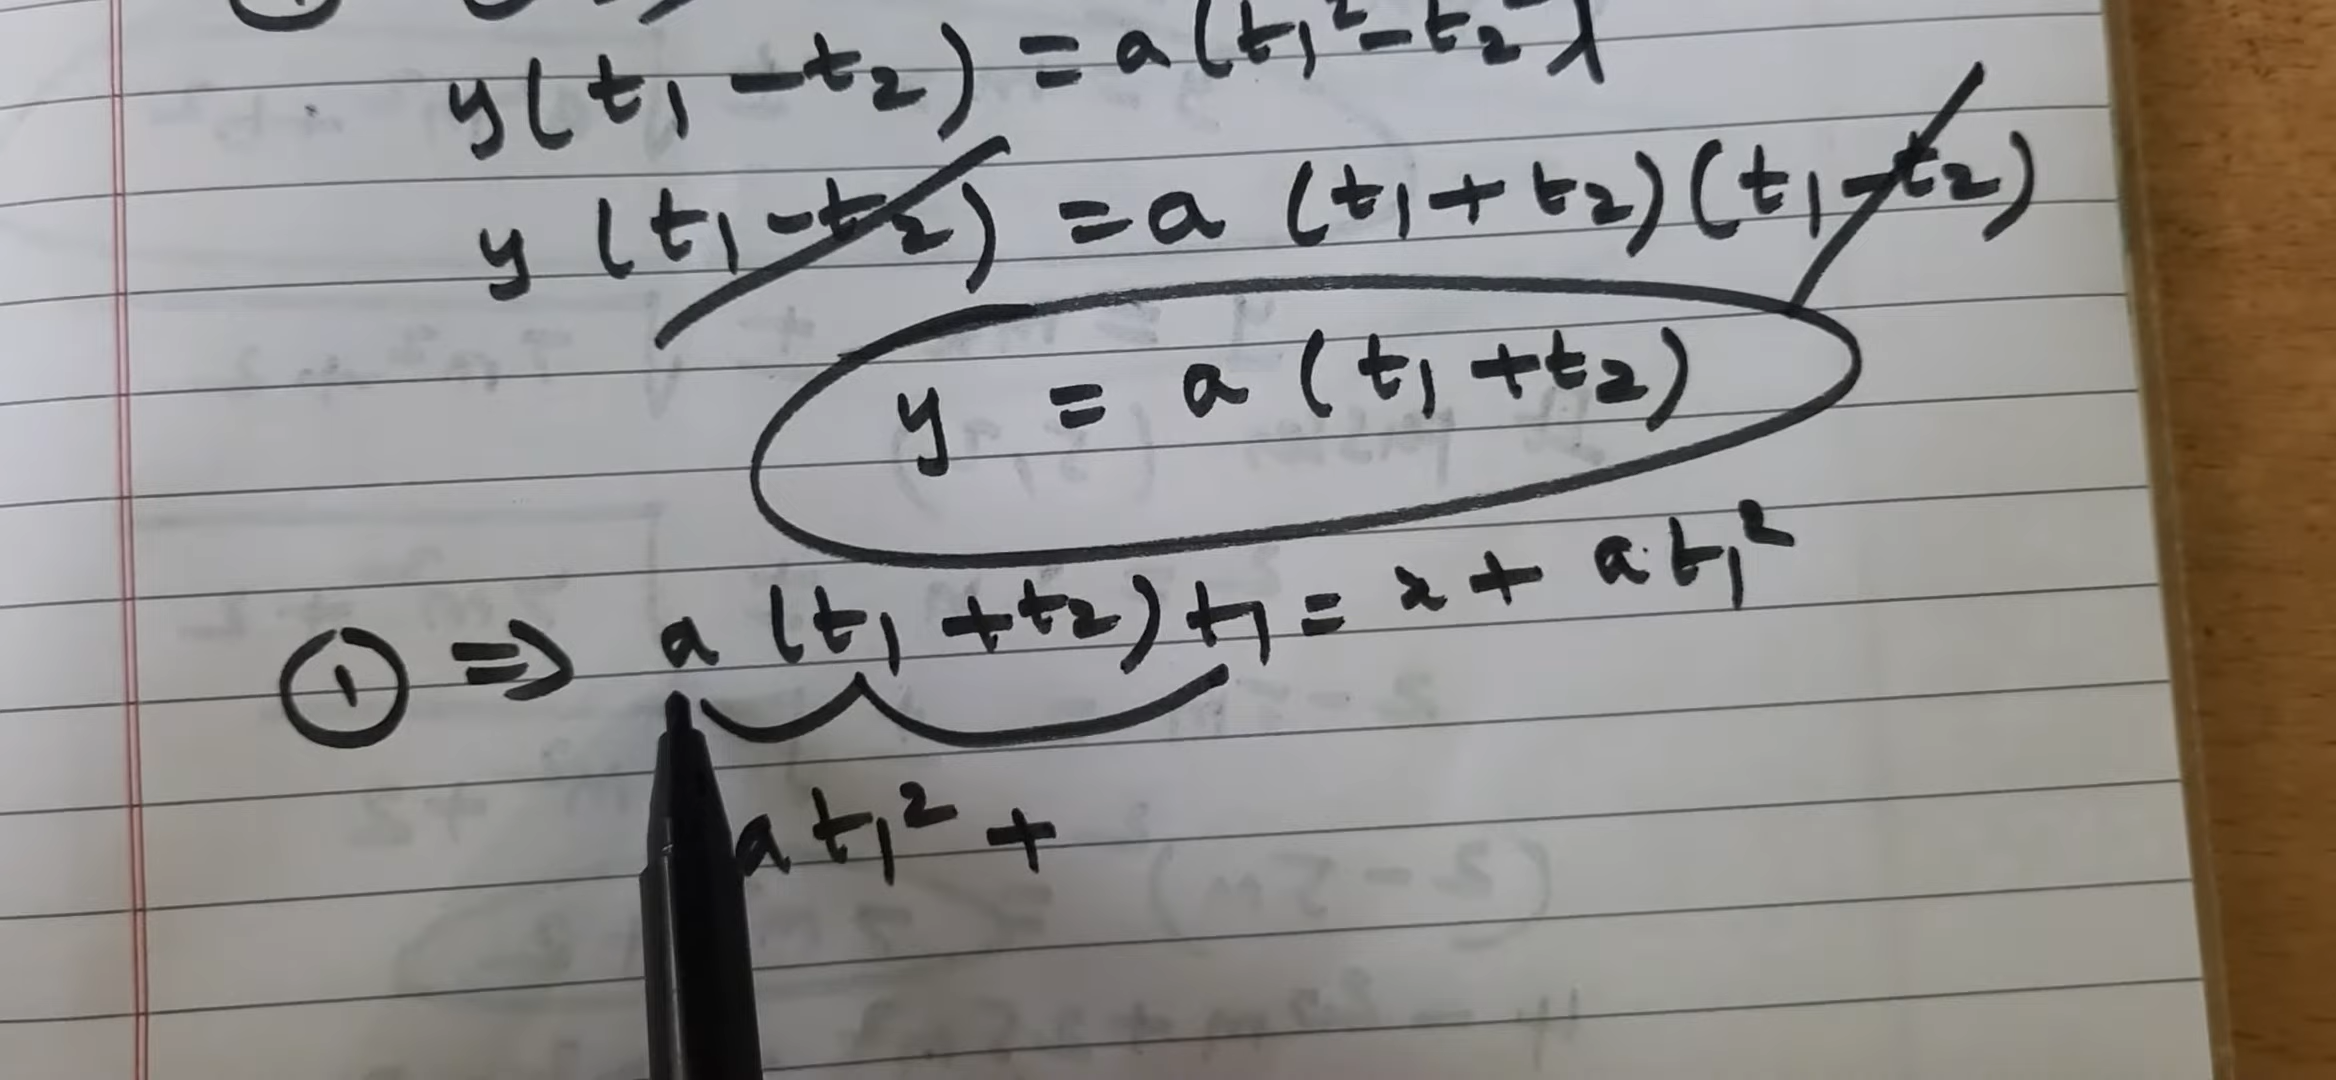 y(t₁ - t₂) = a(t₁² - t₂²)
y (t₁ - t₂) = a (t₁ + t₂)(t₁ - t₂)
y = a (t₁ + t₂)
① ⇒ a (t₁ + t₂) t₁ = x + at₁²
at₁² +